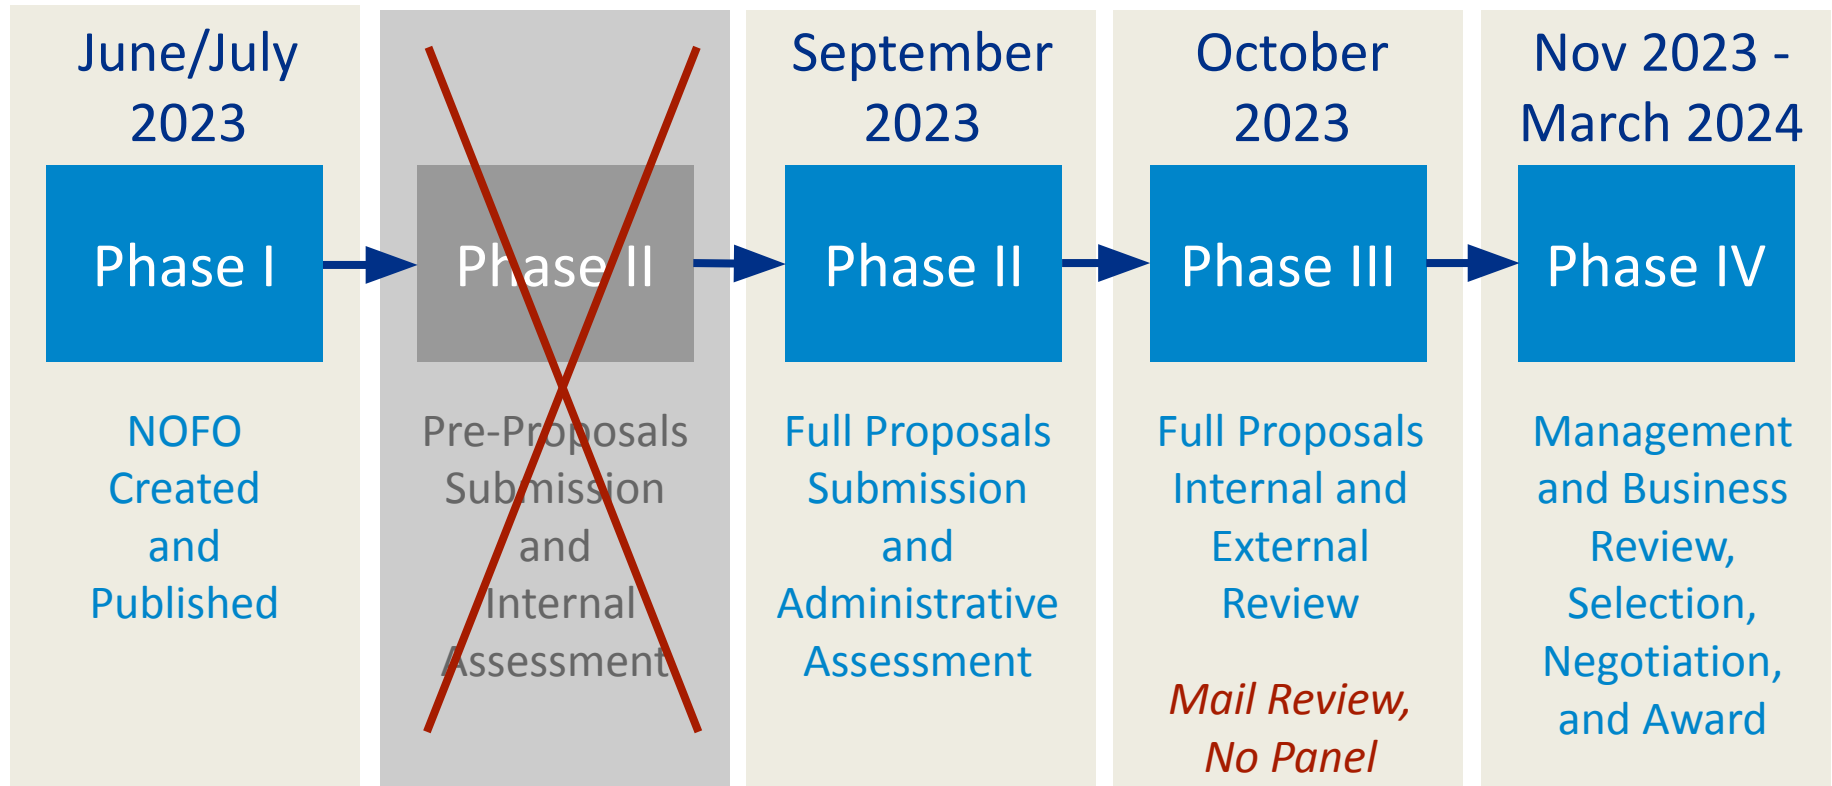 June/July
2023
Phase I
NOFO
Created
and
Published
Phase II
Pre-Proposals
Submission
and
Internal
Assessment
September
2023
Phase II
Full Proposals
Submission
and
Administrative
Assessment
October
2023
Phase III
Full Proposals
Internal and
External
Review
Mail Review,
No Panel
Nov 2023 -
March 2024
Phase IV
Management
and Business
Review,
Selection,
Negotiation,
and Award